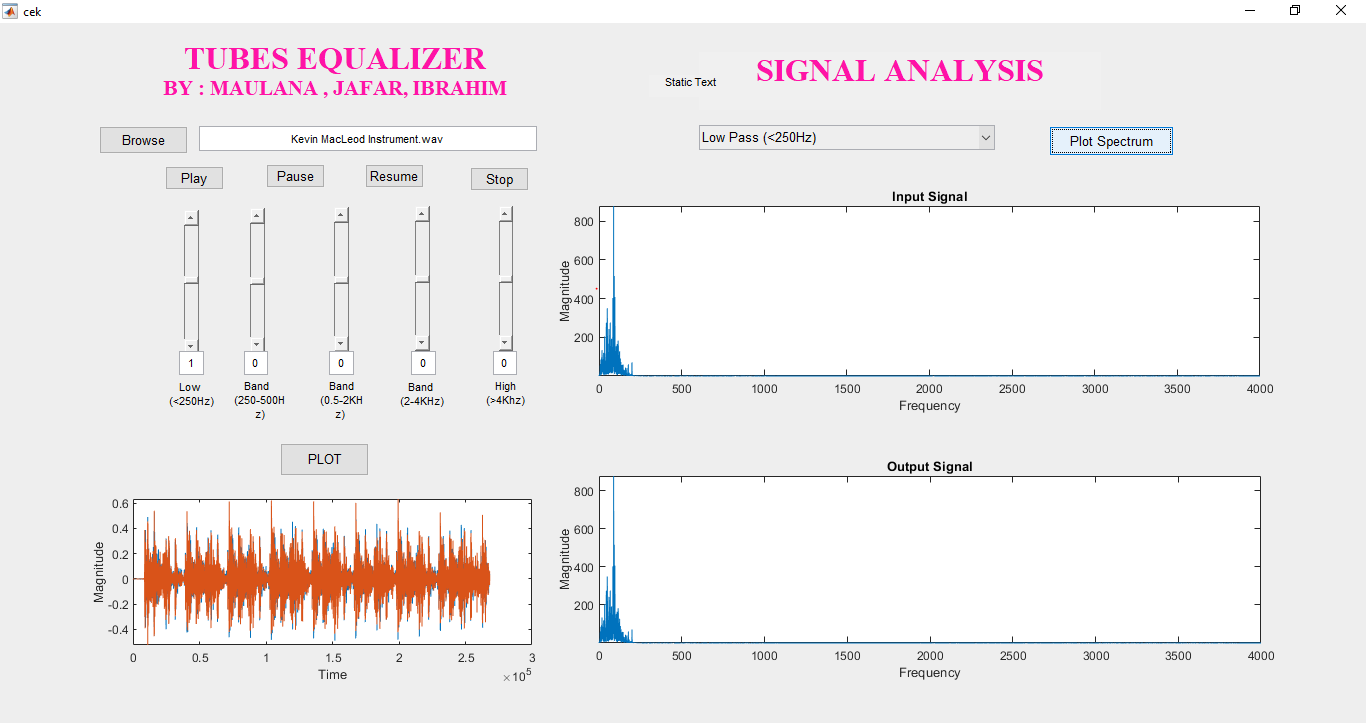 cek
TUBES EQUALIZER
BY : MAULANA , JAFAR, IBRAHIM
Static Text
SIGNAL ANALYSIS
Browse
Kevin MacLeod Instrument.wav
Low Pass (<250Hz)
Plot Spectrum
Play
Pause
Resume
Stop
1
0
0
0
0
Low
(<250Hz)
Band
(250-500H
z)
Band
(0.5-2KH
z)
Band
(2-4KHz)
High
(>4Khz)
PLOT
0.6
0.4
0.2
0
-0.2
-0.4
Magnitude
0 0.5 1 1.5 2 2.5 3
Time
×10^5
Input Signal
800
600
400
200
Magnitude
0 500 1000 1500 2000 2500 3000 3500 4000
Frequency
Output Signal
800
600
400
200
Magnitude
0 500 1000 1500 2000 2500 3000 3500 4000
Frequency